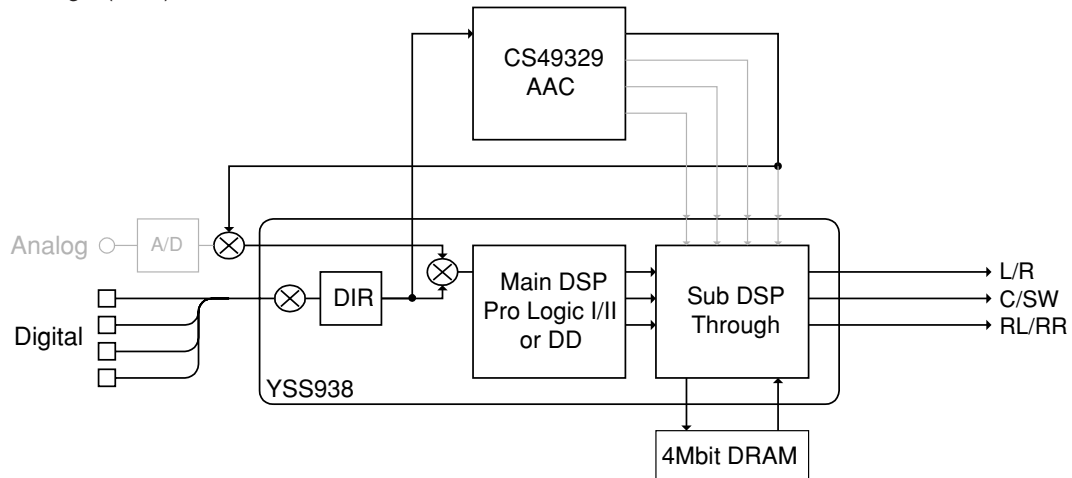 CS49329
AAC
Analog
A/D
DIR
Main DSP
Pro Logic I/II
or DD
Sub DSP
Through
L/R
C/SW
RL/RR
Digital
YSS938
4Mbit DRAM